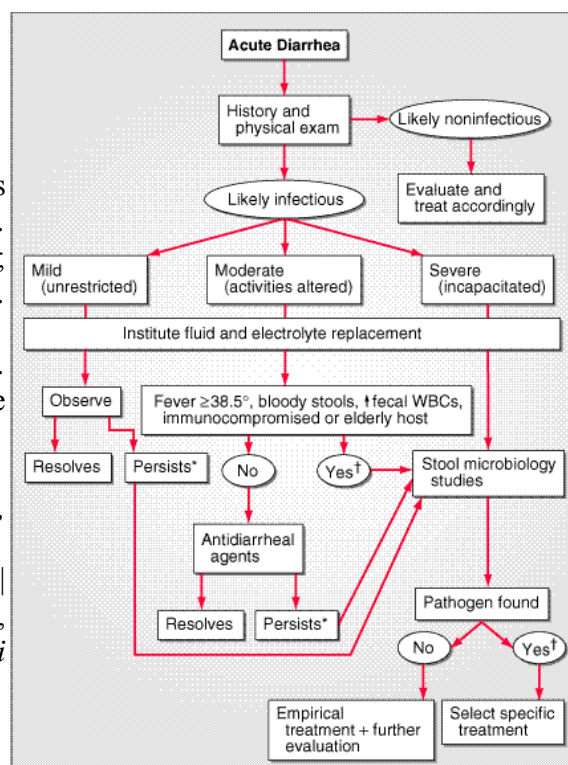 Acute Diarrhea
History and
physical exam
Likely noninfectious
Likely infectious
Evaluate and
treat accordingly
s
.
;
.
Mild
(unrestricted)
Moderate
(activities altered)
Severe
(incapacitated)
Institute fluid and electrolyte replacement
.
e
Observe
Fever ≥38.5°, bloody stools, ⬆fecal WBCs,
immunocompromised or elderly host
Resolves
Persists*
No
Yes†
Stool microbiology
studies
,
Antidiarrheal
agents
|
,
i
Resolves
Persists*
Pathogen found
No
Yes†
Empirical
treatment + further
evaluation
Select specific
treatment